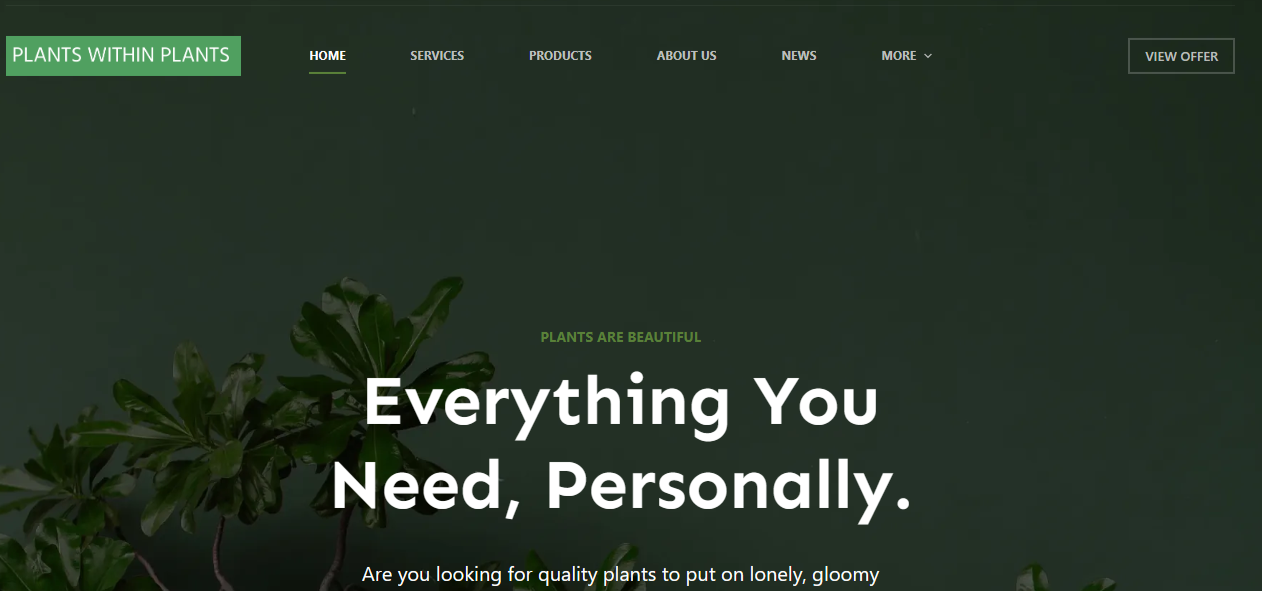 PLANTS WITHIN PLANTS HOME SERVICES PRODUCTS ABOUT US NEWS MORE VIEW OFFER
PLANTS ARE BEAUTIFUL
Everything You
Need, Personally.
Are you looking for quality plants to put on lonely, gloomy